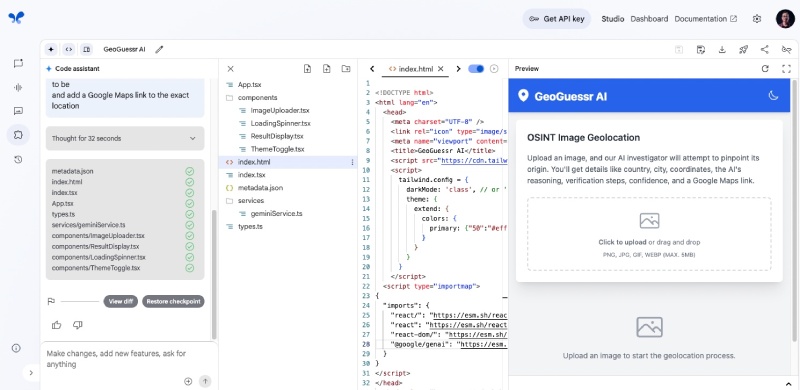 Get API key
Studio
Dashboard
Documentation
GeoGuessr AI
Code assistant
to be
and add a Google Maps link to the exact
location
Thought for 32 seconds
metadata.json
index.html
index.tsx
App.tsx
types.ts
services/geminiService.ts
components/ImageUploader.tsx
components/ResultDisplay.tsx
components/LoadingSpinner.tsx
components/ThemeToggle.tsx
View diff
Restore checkpoint
Make changes, add new features, ask for
anything
App.tsx
components
ImageUploader.tsx
LoadingSpinner.tsx
ResultDisplay.tsx
ThemeToggle.tsx
index.html
index.tsx
metadata.json
services
geminiService.ts
types.ts
index.html
1
2 <!DOCTYPE html>
3 <html lang="en">
4 <head>
5 <meta charset="UTF-8" />
6 <link rel="icon" type="image/s
7 <meta name="viewport" content=
8 <title>GeoGuessr AI</title>
9 <script src="https://cdn.tailw
10 <script>
11 tailwind.config = {
12 darkMode: 'class', // or '
13 theme: {
14 extend: {
15 colors: {
16 primary: {"50":"#eff
17 }
18 }
19 }
20 }
21 </script>
22 <script type="importmap">
23 {
24 "imports": {
25 "react/": "https://esm.sh/reac
26 "react": "https://esm.sh/react
27 "react-dom/": "https://esm.sh/
28 "@google/genai": "https://esm.
29 }
30 }
31 </script>
32 </head>
Preview
GeoGuessr AI
OSINT Image Geolocation
Upload an image, and our AI investigator will attempt to pinpoint its
origin. You'll get details like country, city, coordinates, the AI's
reasoning, verification steps, confidence, and a Google Maps link.
Click to upload or drag and drop
PNG, JPG, GIF, WEBP (MAX. 5MB)
Upload an image to start the geolocation process.